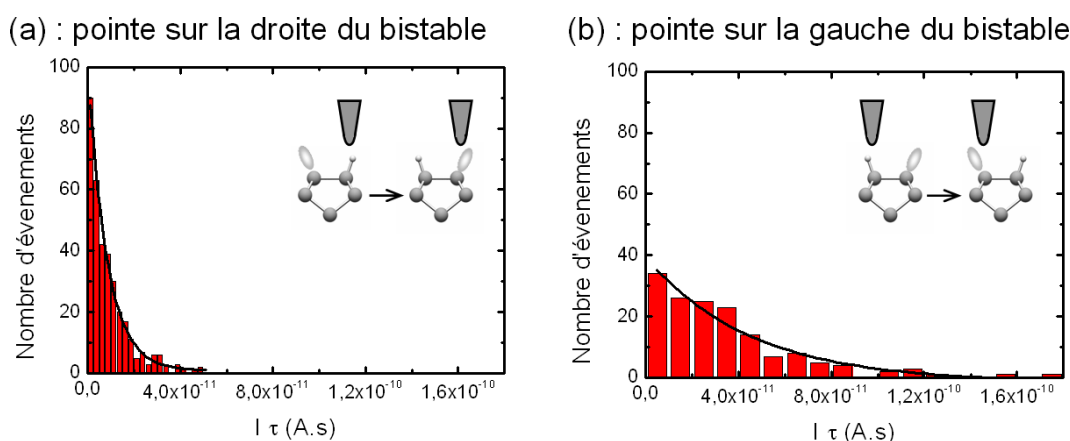 (a) : pointe sur la droite du bistable
100
80
60
40
20
0
Nombre d'évenements
0,0
4,0x10-11
8,0x10-11
1,2x10-10
1,6x10-10
I τ (A.s)
(b) : pointe sur la gauche du bistable
100
80
60
40
20
0
Nombre d'évenements
0,0
4,0x10-11
8,0x10-11
1,2x10-10
1,6x10-10
I τ (A.s)